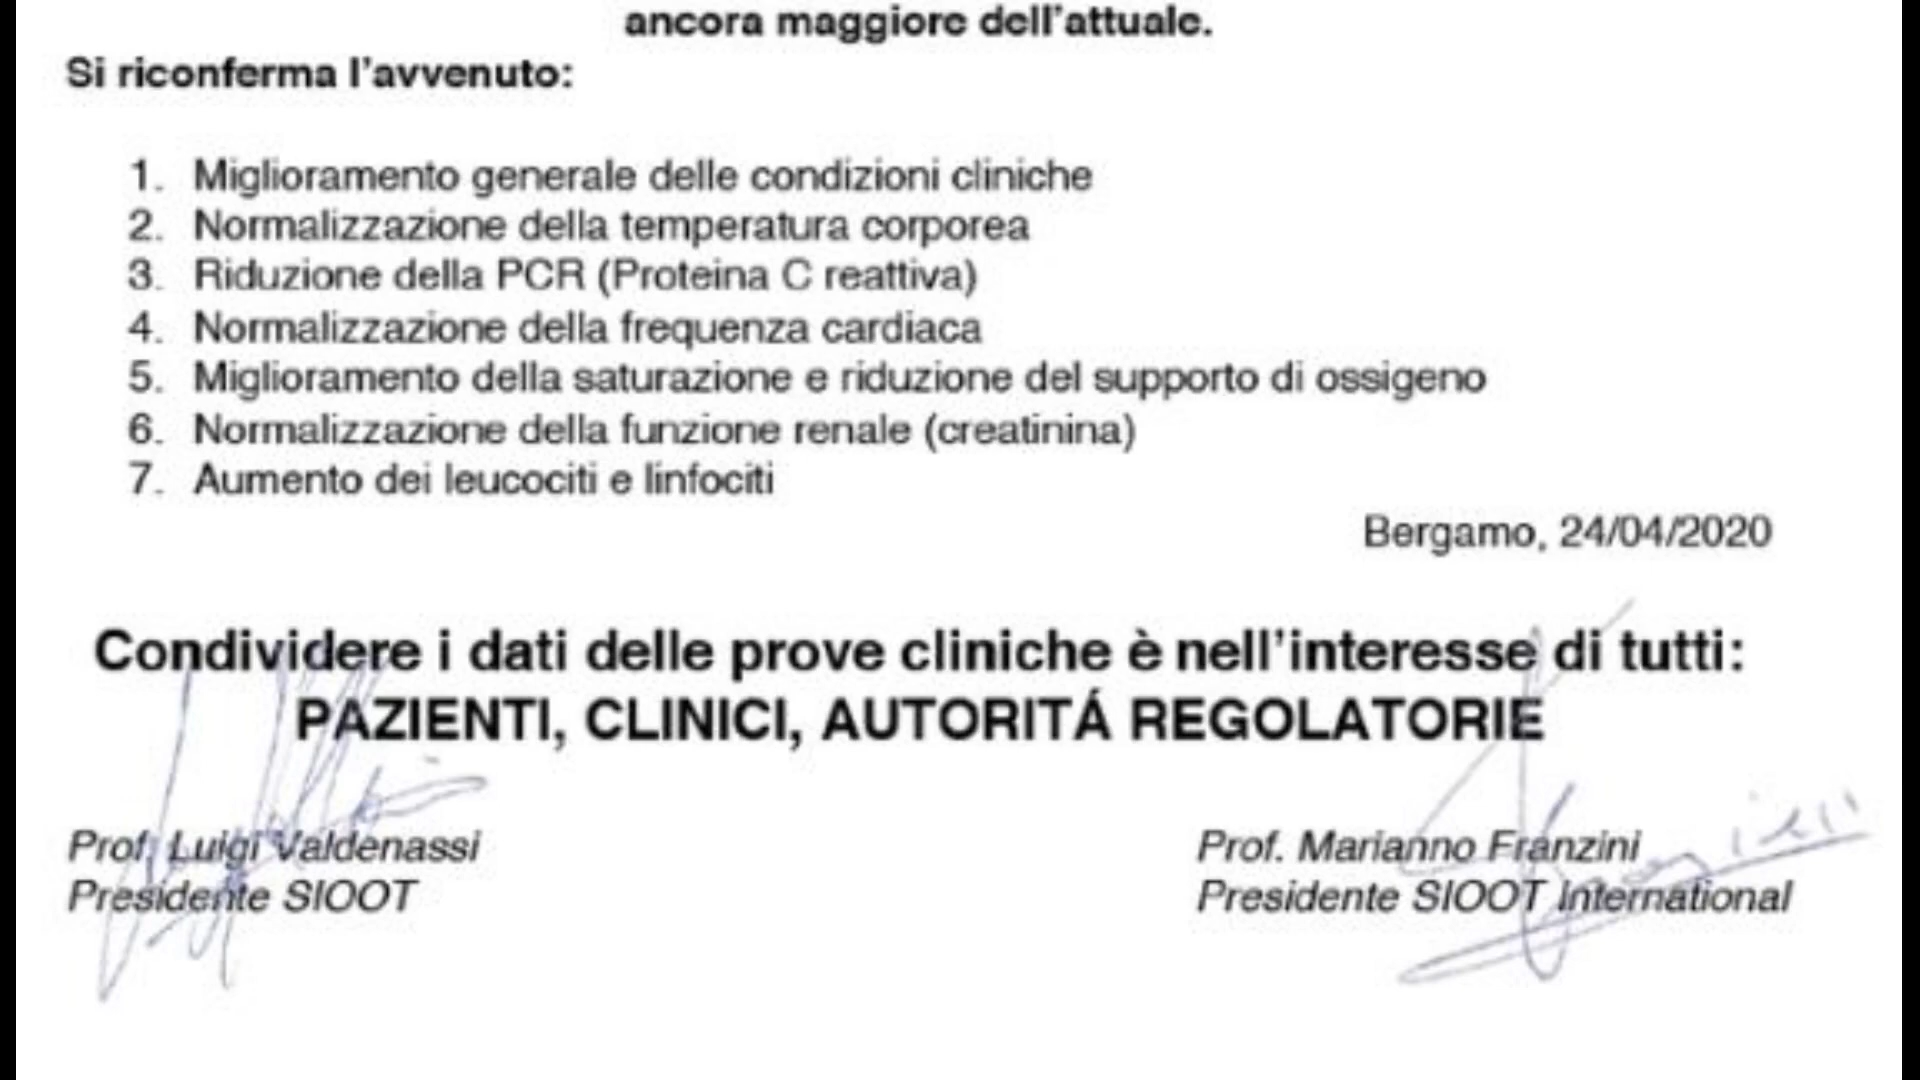 ancora maggiore dell'attuale.
Si riconferma l'avvenuto:
1. Miglioramento generale delle condizioni cliniche
2. Normalizzazione della temperatura corporea
3. Riduzione della PCR (Proteina C reattiva)
4. Normalizzazione della frequenza cardiaca
5. Miglioramento della saturazione e riduzione del supporto di ossigeno
6. Normalizzazione della funzione renale (creatinina)
7. Aumento dei leucociti e linfociti
Bergamo, 24/04/2020
Condividere i dati delle prove cliniche è nell'interesse di tutti:
PAZIENTI, CLINICI, AUTORITÁ REGOLATORIE
Prof. Luigi Valdenassi
Presidente SIOOT
Prof. Marianno Franzini
Presidente SIOOT International